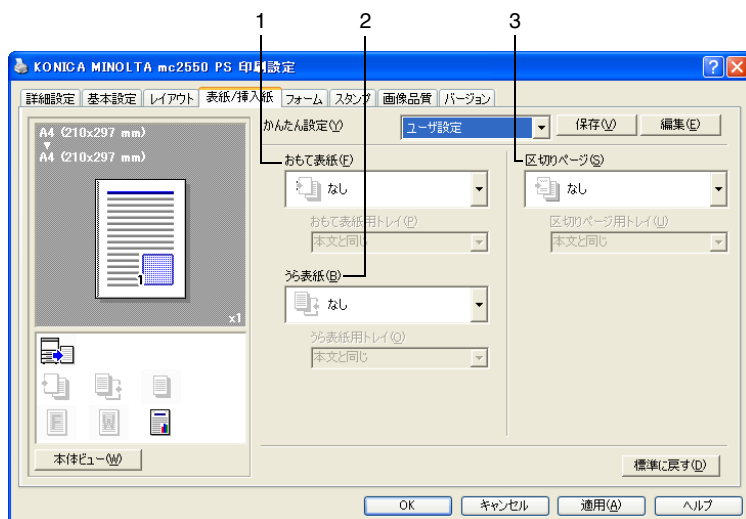 1 2 3
KONICA MINOLTA mc2550 PS 印刷設定
詳細設定 基本設定 レイアウト 表紙/挿入紙 フォーム スタンプ 画像品質 バージョン
A4 (210x297 mm)
A4 (210x297 mm)
1
x1
本体ビュー(W)
かんたん設定(Y) ユーザ設定 保存(V) 編集(E)
おもて表紙(F)
なし
おもて表紙用トレイ(P)
本文と同じ
うら表紙(B)
なし
うら表紙用トレイ(O)
本文と同じ
区切りページ(S)
なし
区切りページ用トレイ(U)
本文と同じ
標準に戻す(D)
OK キャンセル 適用(A) ヘルプ
F W